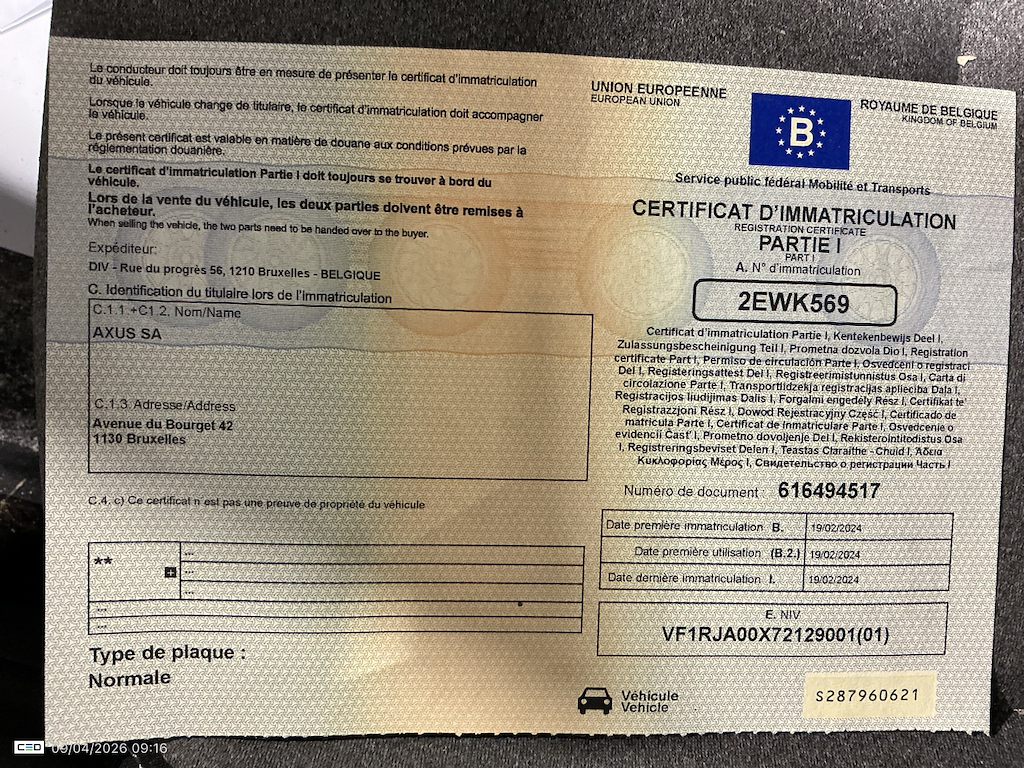 Le conducteur doit toujours être en mesure de présenter le certificat d'immatriculation
du véhicule.
Lorsque le véhicule change de titulaire, le certificat d'immatriculation doit accompagner
le véhicule.
Le présent certificat est valable en matière de douane aux conditions prévues par la
réglementation douanière.
Le certificat d'immatriculation Partie I doit toujours se trouver à bord du
véhicule.
Lors de la vente du véhicule, les deux parties doivent être remises à
l'acheteur.
When selling the vehicle, the two parts need to be handed over to the buyer.
Expéditeur:
DIV - Rue du progrès 56, 1210 Bruxelles - BELGIQUE
C. Identification du titulaire lors de l'immatriculation
C.1.1.+C1.2. Nom/Name
AXUS SA
C.1.3. Adresse/Address
Avenue du Bourget 42
1130 Bruxelles
C.4. c) Ce certificat n'est pas une preuve de propriété du véhicule
**
...
...
...
...
...
Type de plaque :
Normale
UNION EUROPEENNE
EUROPEAN UNION
B
ROYAUME DE BELGIQUE
KINGDOM OF BELGIUM
Service public fédéral Mobilité et Transports
CERTIFICAT D'IMMATRICULATION
REGISTRATION CERTIFICATE
PARTIE I
PART I
A. N° d'immatriculation
2EWK569
Certificat d'immatriculation Partie I, Kentekenbewijs Deel I,
Zulassungsbescheinigung Teil I, Prometna dozvola Dio I, Registration
certificate Part I, Permiso de circulación Parte I, Osvedceni o registraci
Del I, Registeringsattest Del I, Registreerimistunnistus Osa I, Carta di
circolazione Parte I, Transportlidzekja registracijas aplieciba Dala I,
Registracijos liudijimas Dalis I, Forgalmi engedély Rész I, Certifikat ta'
Registrazzjoni Rész I, Dowod Rejestracyjny Część I, Certificado de
matrícula Parte I, Certificat de Inmatriculare Parte I, Osvedcenie o
evidencii Časť I, Prometno dovoljenje Del I, Rekisterointitodistus Osa
I, Registreringsbeviset Delen I, Teastas Claraithe - Chuid I, Άδεια
Κυκλοφορίας Μέρος I, Свидетельство о регистрации Часть I
Numéro de document : 616494517
Date première immatriculation B. 19/02/2024
Date première utilisation (B.2.) 19/02/2024
Date dernière immatriculation I. 19/02/2024
E. NIV
VF1RJA00X72129001(01)
Véhicule
Vehicle
S287960621
CEO 09/04/2026 09:16